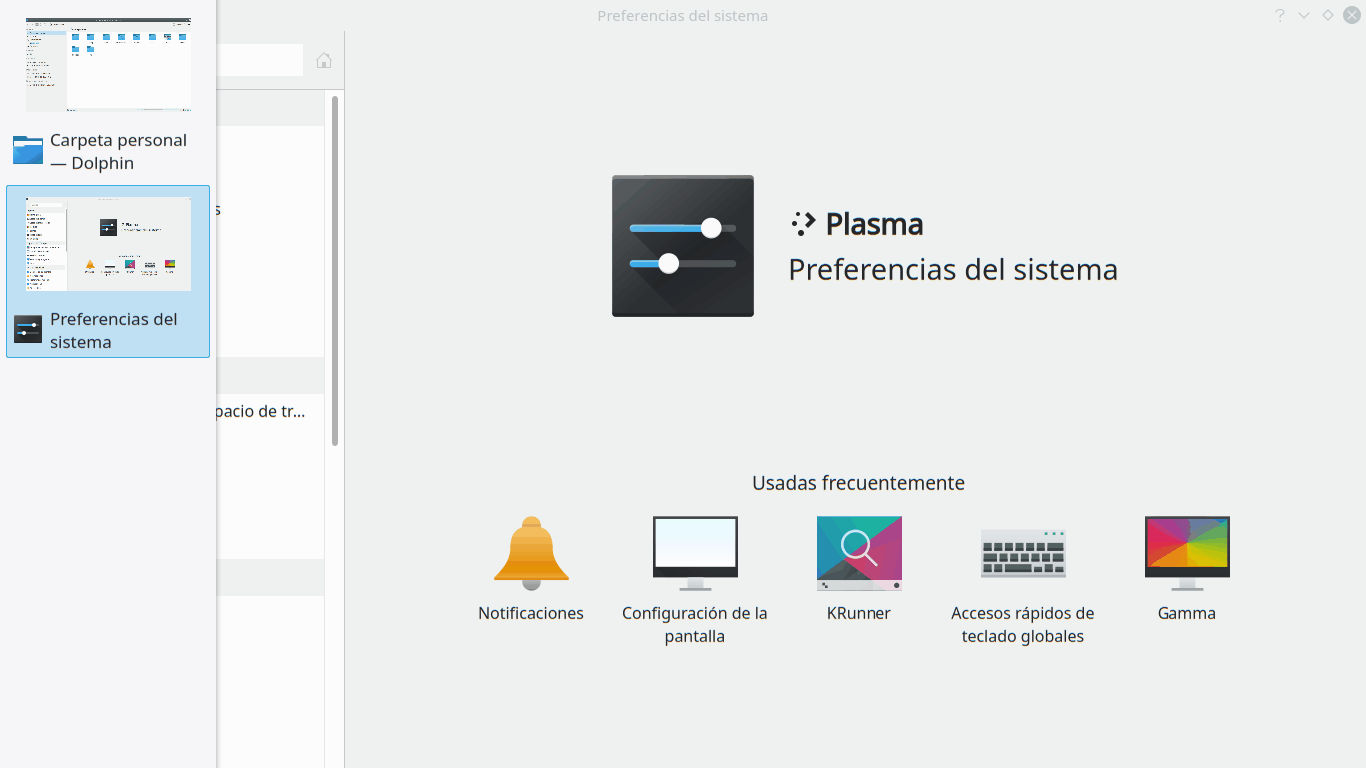 Preferencias del sistema
Carpeta personal
— Dolphin
Preferencias del
sistema
s
pacio de tr...
Plasma
Preferencias del sistema
Usadas frecuentemente
Notificaciones
Configuración de la
pantalla
KRunner
Accesos rápidos de
teclado globales
Gamma